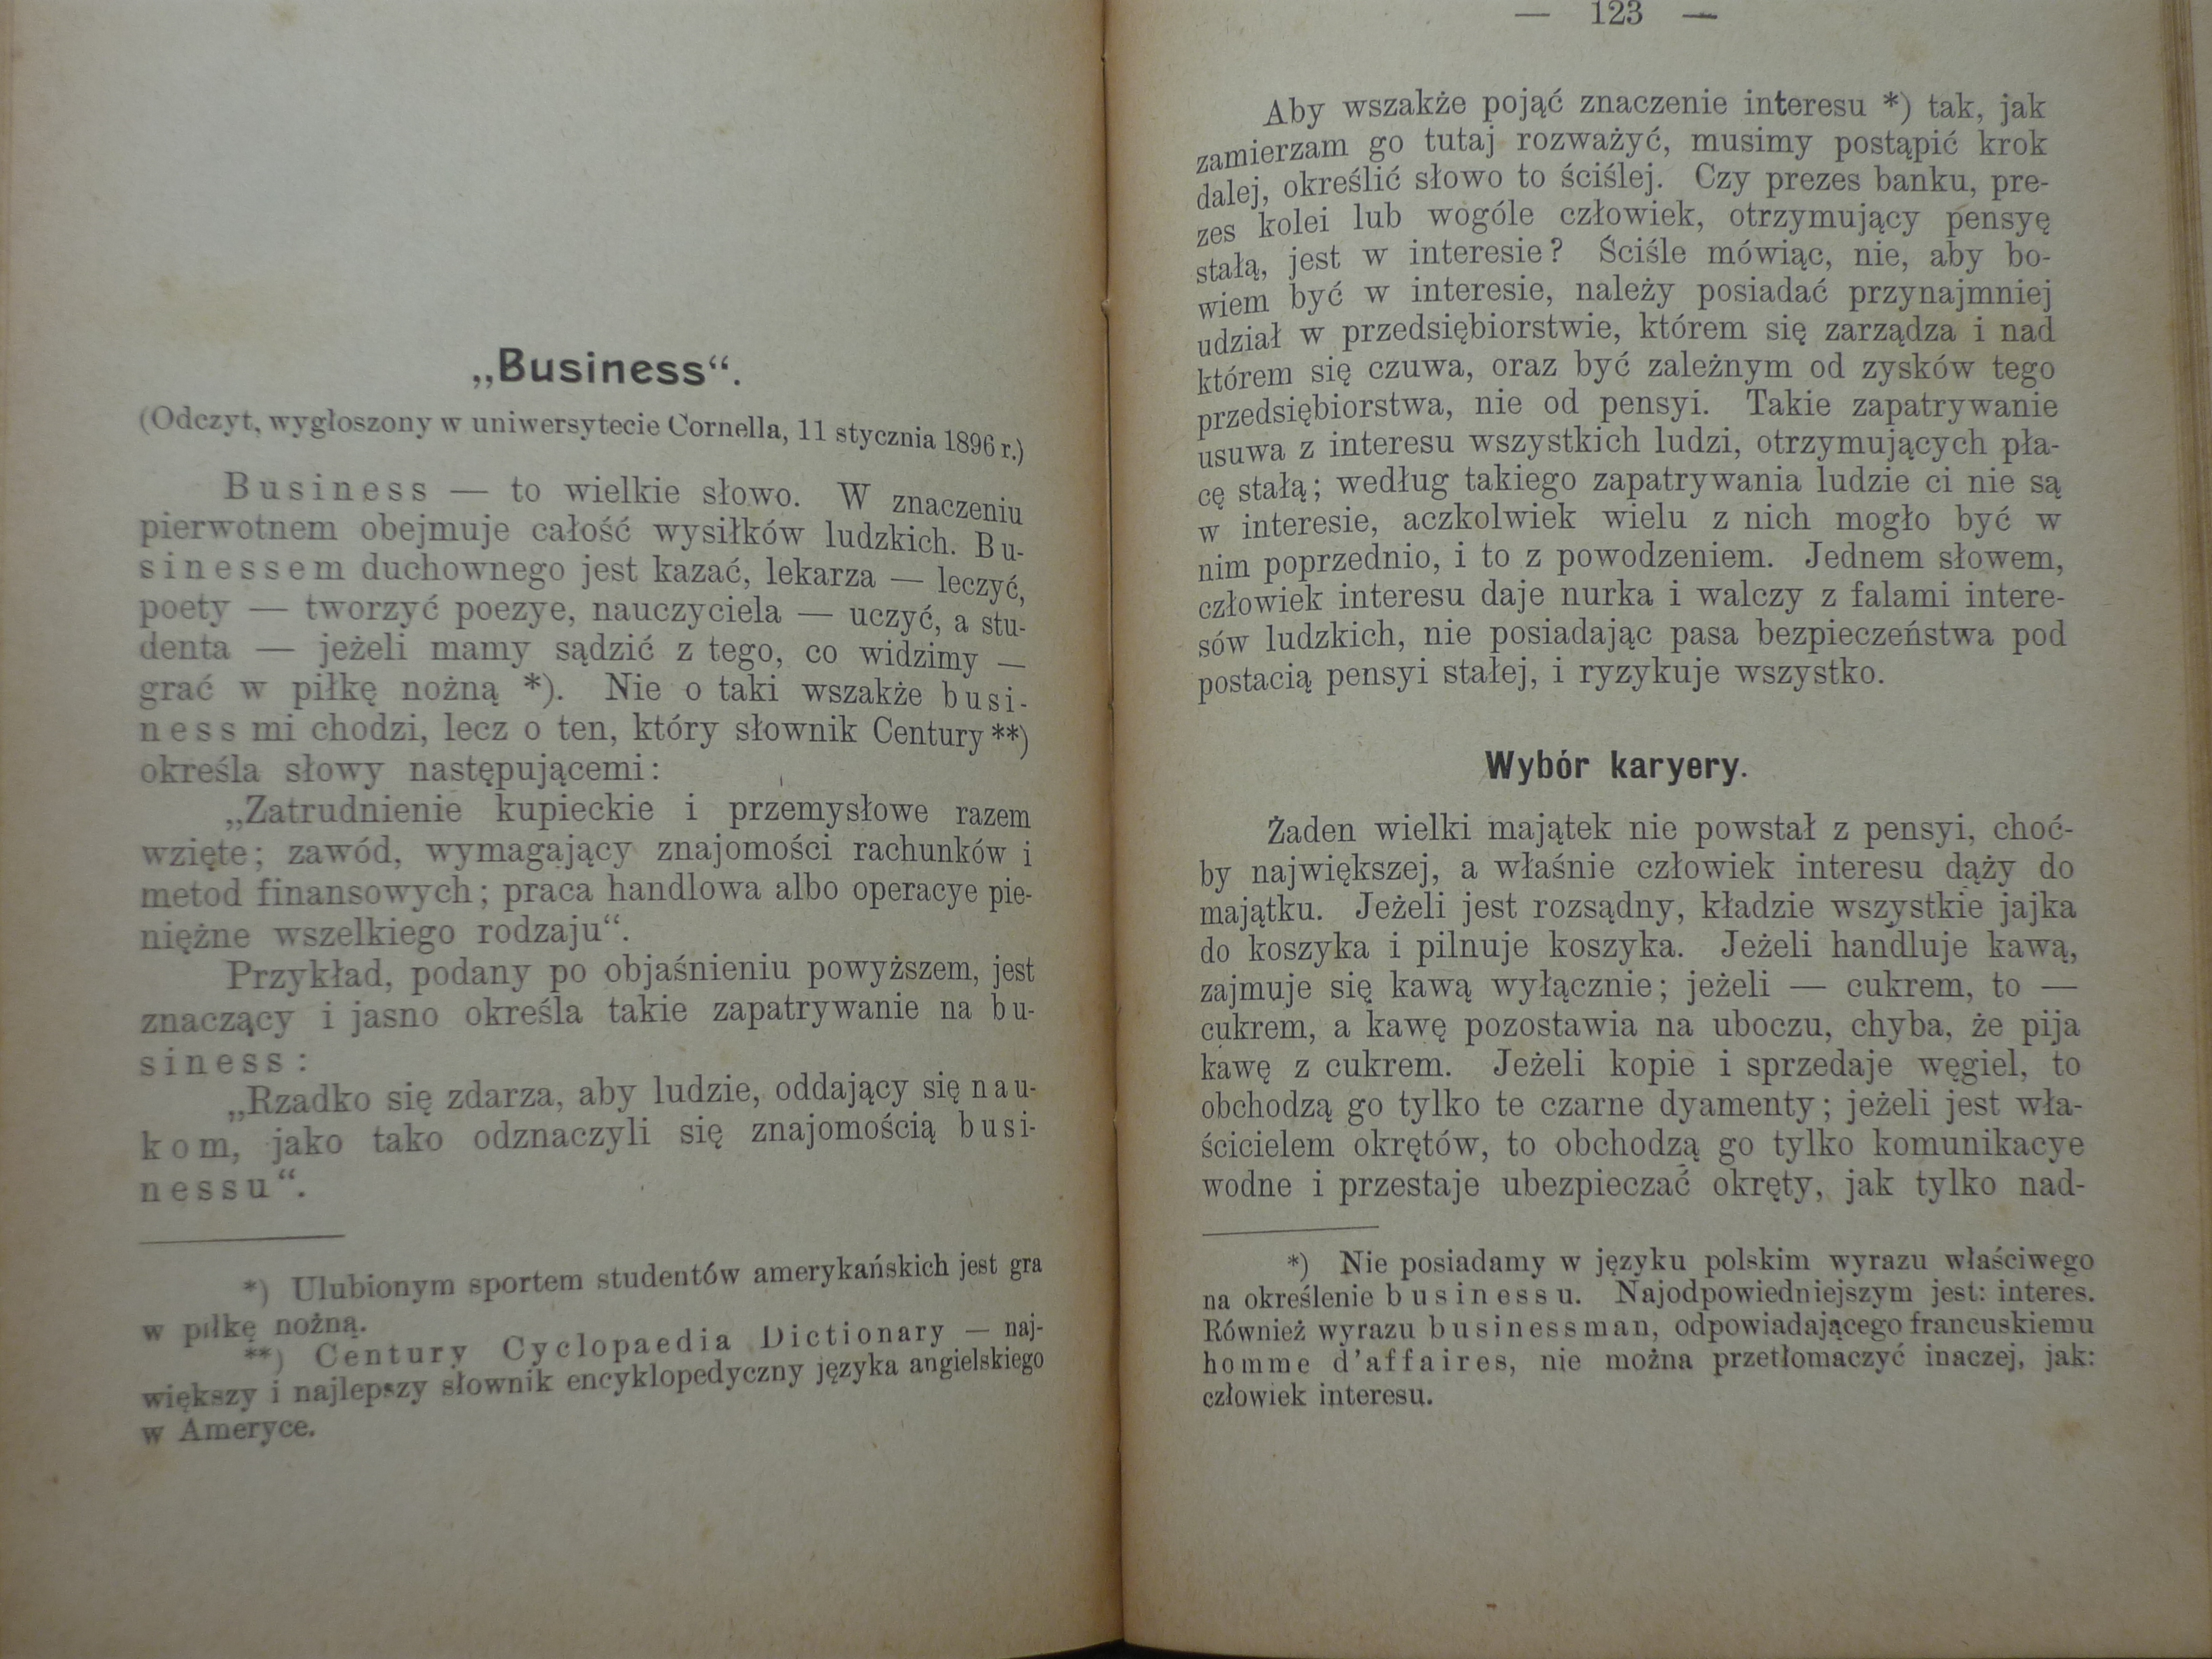 „Business“.
(Odczyt, wygłoszony w uniwersytecie Cornella, 11 stycznia 1896 r.)
Business — to wielkie słowo. W znaczeniu
pierwotnem obejmuje całość wysiłków ludzkich. Bu-
sinessem duchownego jest kazać, lekarza — leczyć,
poety — tworzyć poezye, nauczyciela — uczyć, a stu-
denta — jeżeli mamy sądzić z tego, co widzimy —
grać w piłkę nożną *). Nie o taki wszakże busi-
ness mi chodzi, lecz o ten, który słownik Century **)
określa słowy następującemi:
„Zatrudnienie kupieckie i przemysłowe razem
wzięte; zawód, wymagający znajomości rachunków i
metod finansowych; praca handlowa albo operacye pie-
niężne wszelkiego rodzaju“.
Przykład, podany po objaśnieniu powyższem, jest
znaczący i jasno określa takie zapatrywanie na bu-
siness:
„Rzadko się zdarza, aby ludzie, oddający się nau-
kom, jako tako odznaczyli się znajomością busi-
nessu“.
*) Ulubionym sportem studentów amerykańskich jest gra
w piłkę nożną.
**) Century Cyclopaedia Dictionary — naj-
większy i najlepszy słownik encyklopedyczny języka angielskiego
w Ameryce.
— 123 —
Aby wszakże pojąć znaczenie interesu *) tak, jak
zamierzam go tutaj rozważyć, musimy postąpić krok
dalej, określić słowo to ściślej. Czy prezes banku, pre-
zes kolei lub wogóle człowiek, otrzymujący pensyę
stałą, jest w interesie? Ściśle mówiąc, nie, aby bo-
wiem być w interesie, należy posiadać przynajmniej
udział w przedsiębiorstwie, którem się zarządza i nad
którem się czuwa, oraz być zależnym od zysków tego
przedsiębiorstwa, nie od pensyi. Takie zapatrywanie
usuwa z interesu wszystkich ludzi, otrzymujących pła-
cę stałą; według takiego zapatrywania ludzie ci nie są
w interesie, aczkolwiek wielu z nich mogło być w
nim poprzednio, i to z powodzeniem. Jednem słowem,
człowiek interesu daje nurka i walczy z falami intere-
sów ludzkich, nie posiadając pasa bezpieczeństwa pod
postacią pensyi stałej, i ryzykuje wszystko.
Wybór karyery.
Żaden wielki majątek nie powstał z pensyi, choć-
by największej, a właśnie człowiek interesu dąży do
majątku. Jeżeli jest rozsądny, kładzie wszystkie jajka
do koszyka i pilnuje koszyka. Jeżeli handluje kawą,
zajmuje się kawą wyłącznie; jeżeli — cukrem, to —
cukrem, a kawę pozostawia na uboczu, chyba, że pija
kawę z cukrem. Jeżeli kopie i sprzedaje węgiel, to
obchodzą go tylko te czarne dyamenty; jeżeli jest wła-
ścicielem okrętów, to obchodzą go tylko komunikacye
wodne i przestaje ubezpieczać okręty, jak tylko nad-
*) Nie posiadamy w języku polskim wyrazu właściwego
na określenie businessu. Najodpowiedniejszym jest: interes.
Również wyrazu businessman, odpowiadającego francuskiemu
homme d’affaires, nie można przetłomaczyć inaczej, jak:
człowiek interesu.